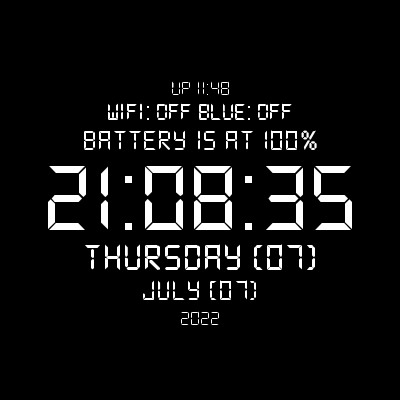 UP 11:48
WIFI: OFF BLUE: OFF
BATTERY IS AT 100%
21:08:35
THURSDAY (07)
JULY (07)
2022